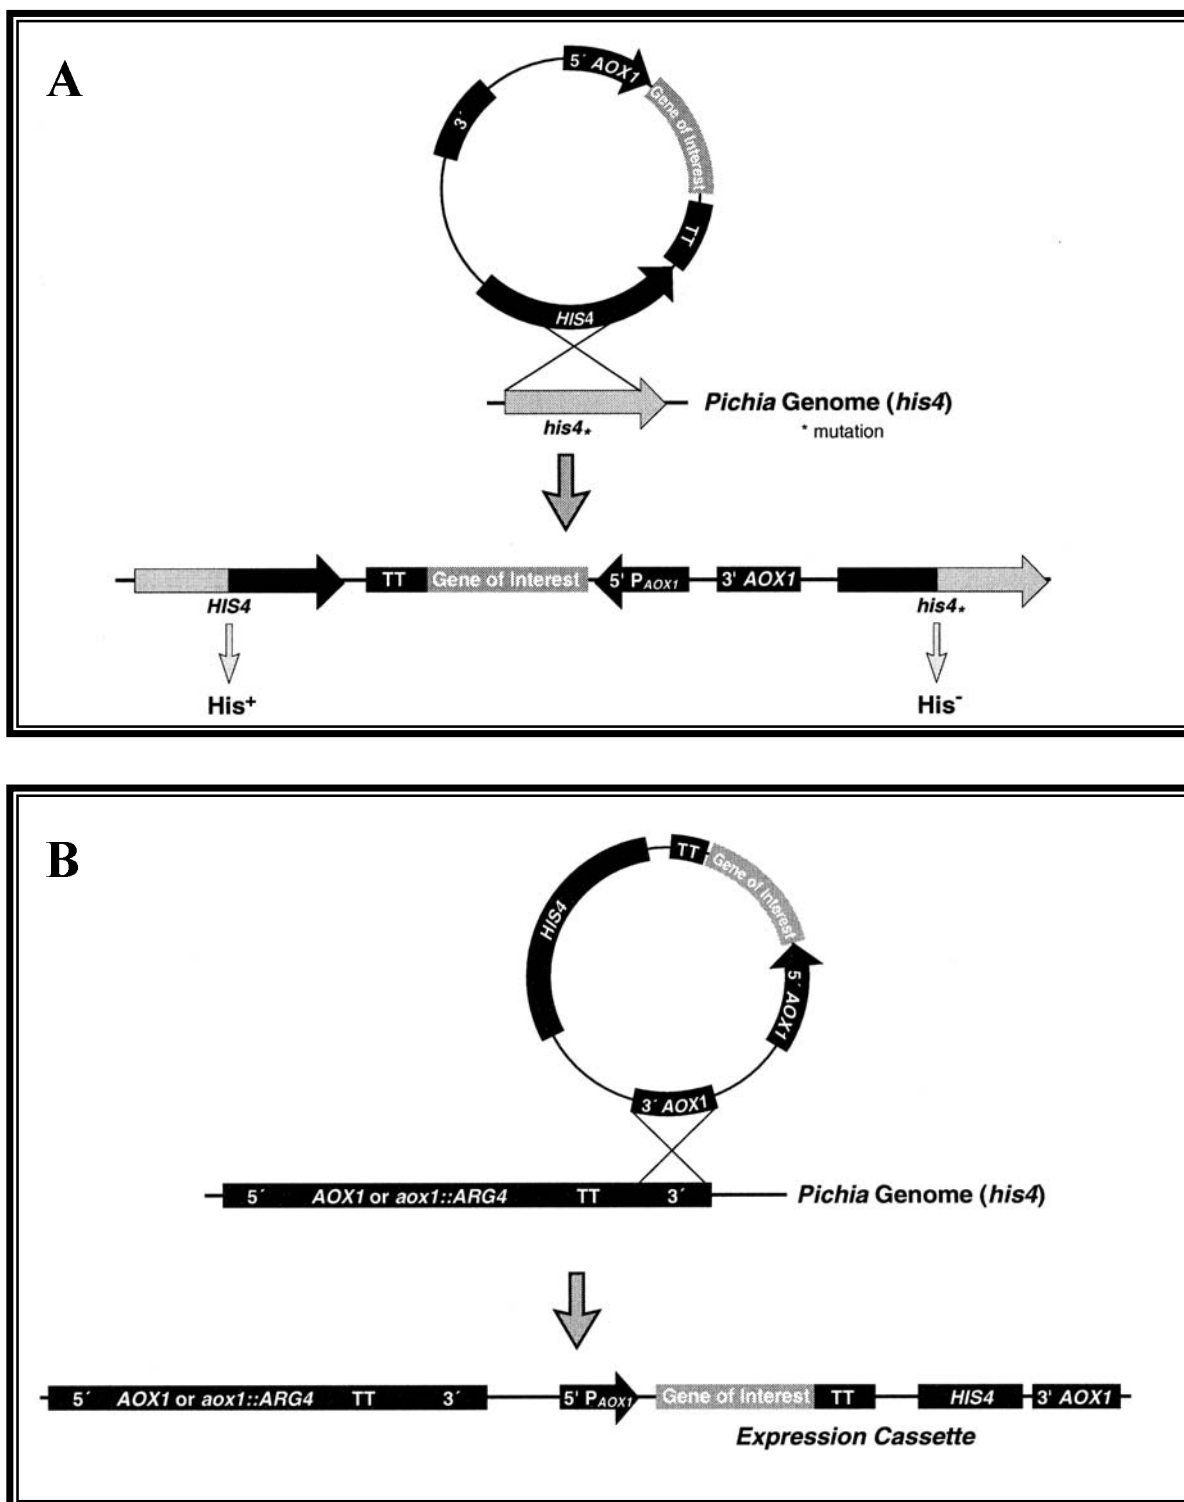 A
5´ AOX1
Gene of Interest
3´
TT
HIS4
Pichia Genome (his4)
his4*
* mutation
TT Gene of Interest 5' PAOX1 3' AOX1
HIS4 his4*
His+ His-
B
TT
Gene of Interest
HIS4
5´ AOX1
3´ AOX1
5´ AOX1 or aox1::ARG4 TT 3´ Pichia Genome (his4)
5´ AOX1 or aox1::ARG4 TT 3´ 5' PAOX1 Gene of Interest TT HIS4 3' AOX1
Expression Cassette